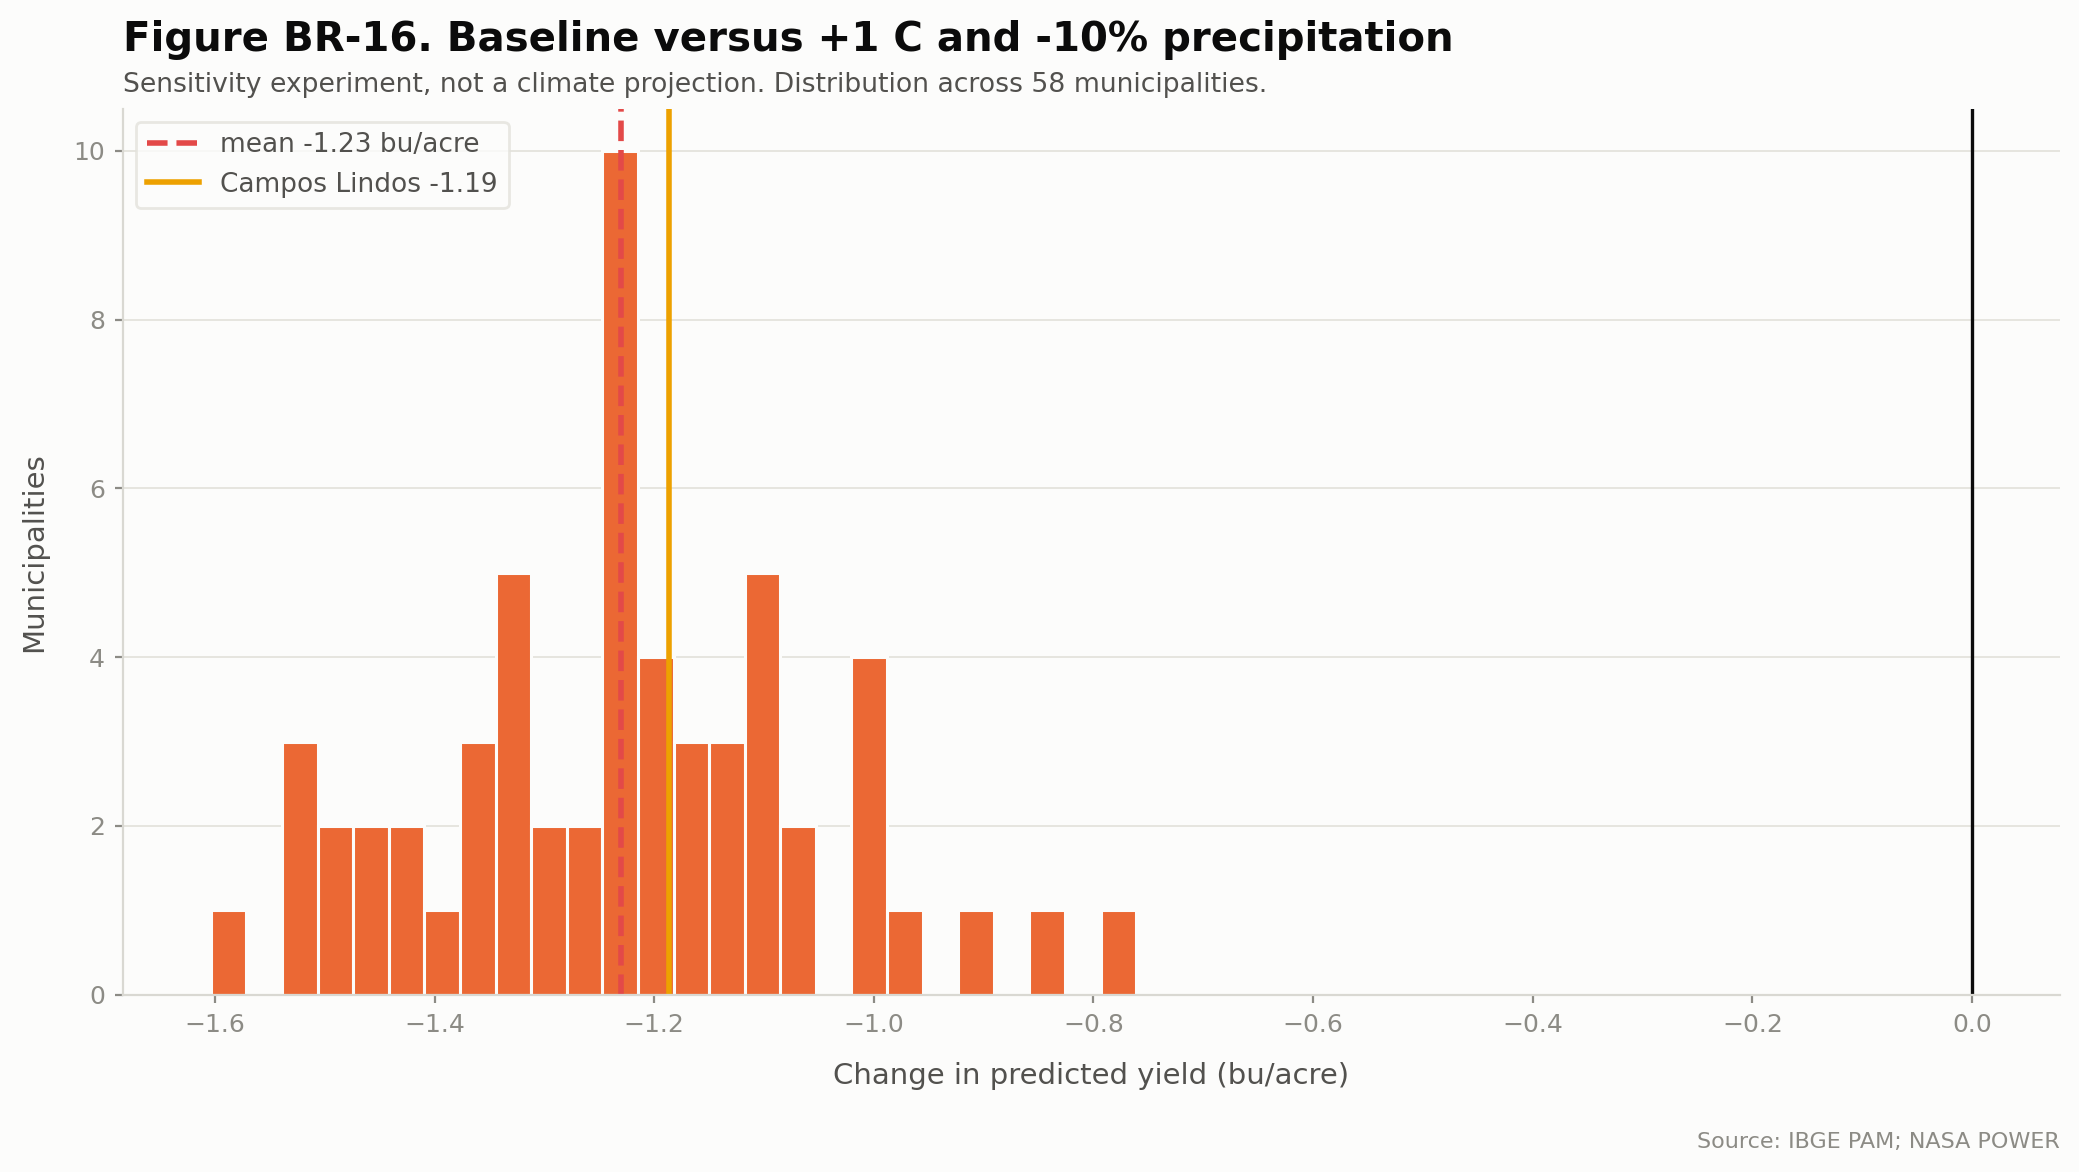 Figure BR-16. Baseline versus +1 C and -10% precipitation
Sensitivity experiment, not a climate projection. Distribution across 58 municipalities.
mean -1.23 bu/acre
Campos Lindos -1.19
Municipalities
10
8
6
4
2
0
−1.6
−1.4
−1.2
−1.0
−0.8
−0.6
−0.4
−0.2
0.0
Change in predicted yield (bu/acre)
Source: IBGE PAM; NASA POWER